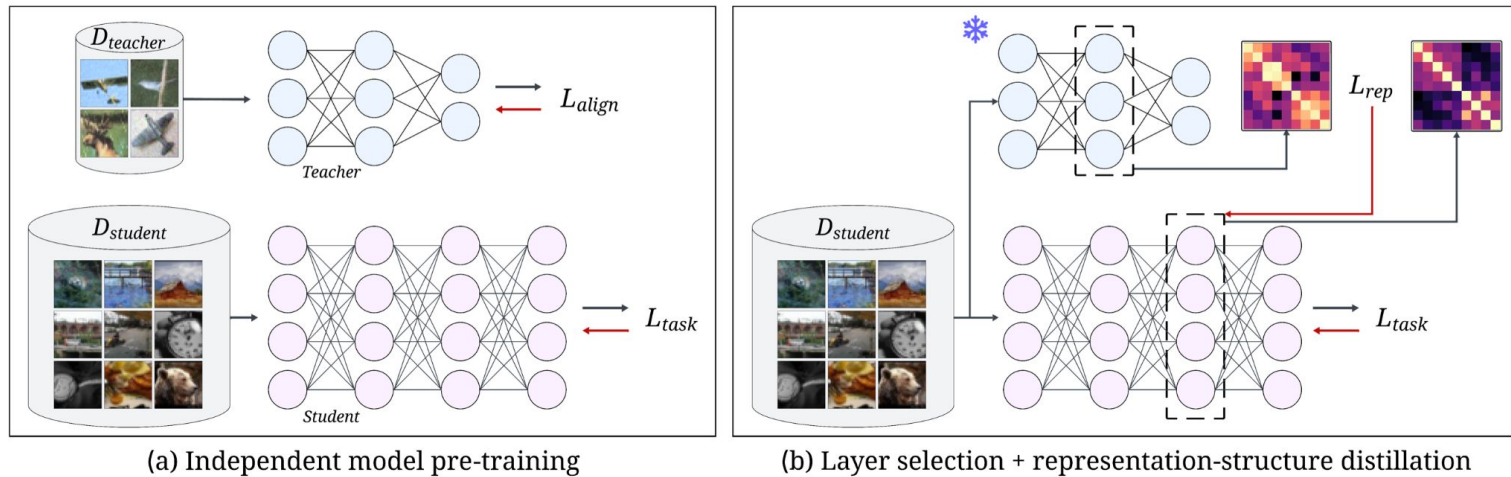 D_teacher
L_align
Teacher
D_student
L_task
Student
(a) Independent model pre-training
L_rep
D_student
L_task
(b) Layer selection + representation-structure distillation